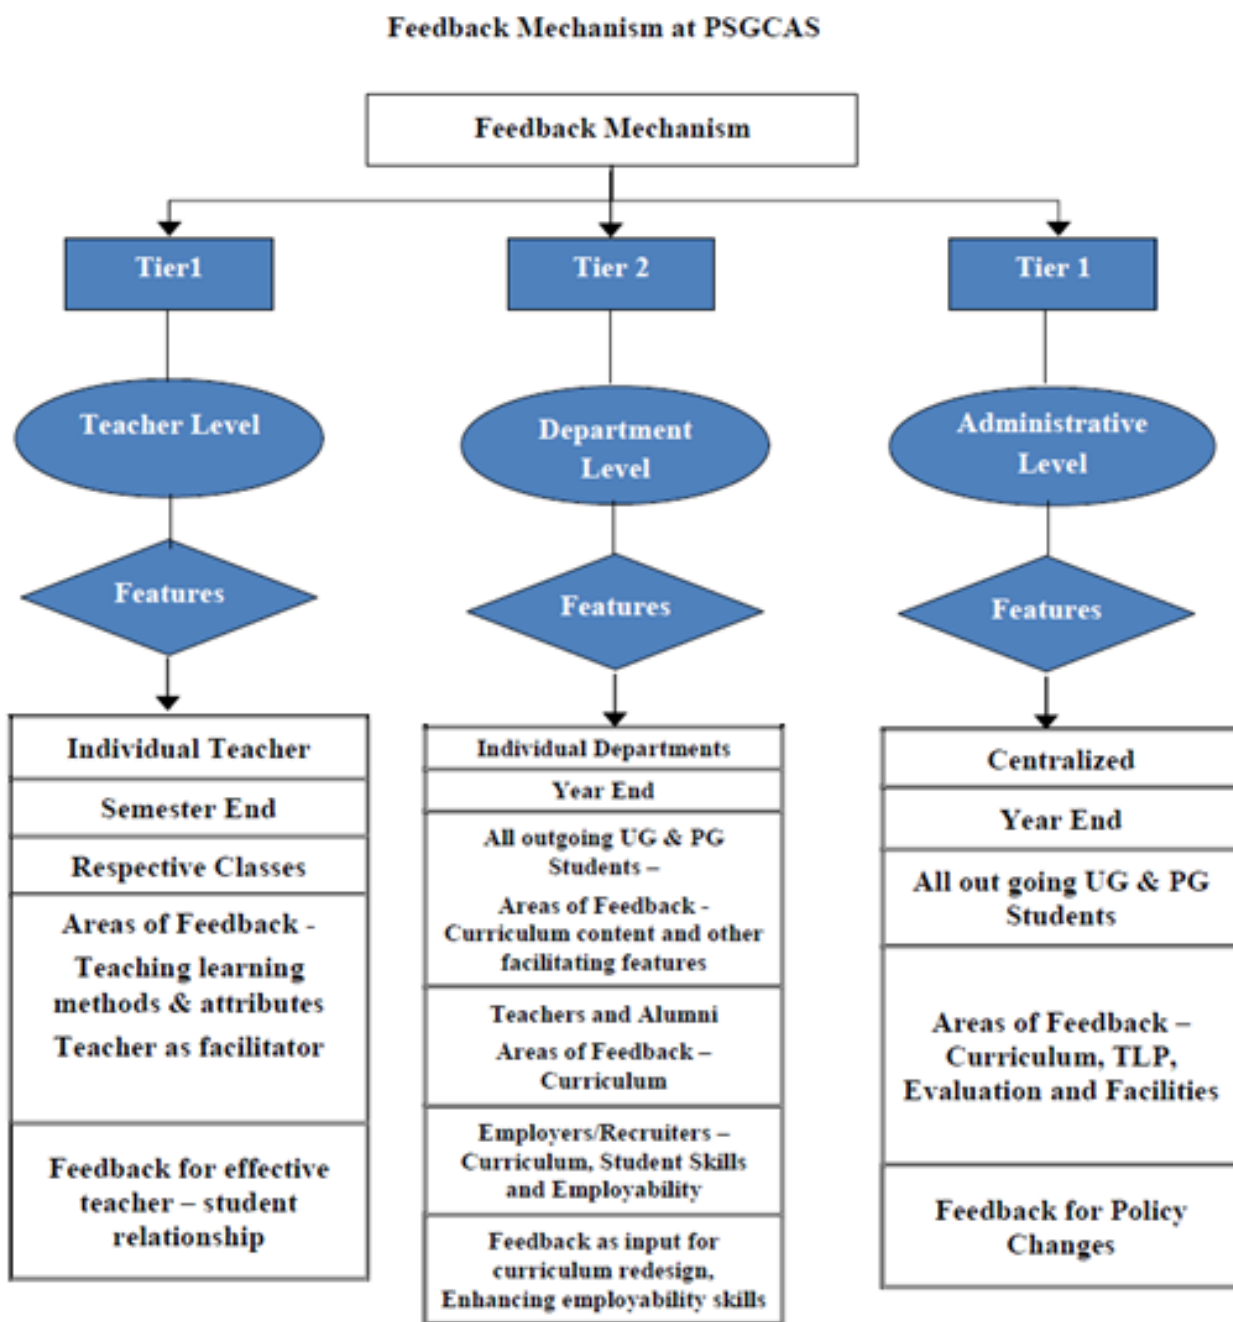 Feedback Mechanism at PSGCAS
Feedback Mechanism
Tier1
Tier 2
Tier 1
Teacher Level
Department
Level
Administrative
Level
Features
Features
Features
Individual Teacher
Semester End
Respective Classes
Areas of Feedback -
Teaching learning
methods & attributes
Teacher as facilitator
Feedback for effective
teacher – student
relationship
Individual Departments
Year End
All outgoing UG & PG
Students –
Areas of Feedback -
Curriculum content and other
facilitating features
Teachers and Alumni
Areas of Feedback –
Curriculum
Employers/Recruiters –
Curriculum, Student Skills
and Employability
Feedback as input for
curriculum redesign,
Enhancing employability skills
Centralized
Year End
All out going UG & PG
Students
Areas of Feedback –
Curriculum, TLP,
Evaluation and Facilities
Feedback for Policy
Changes